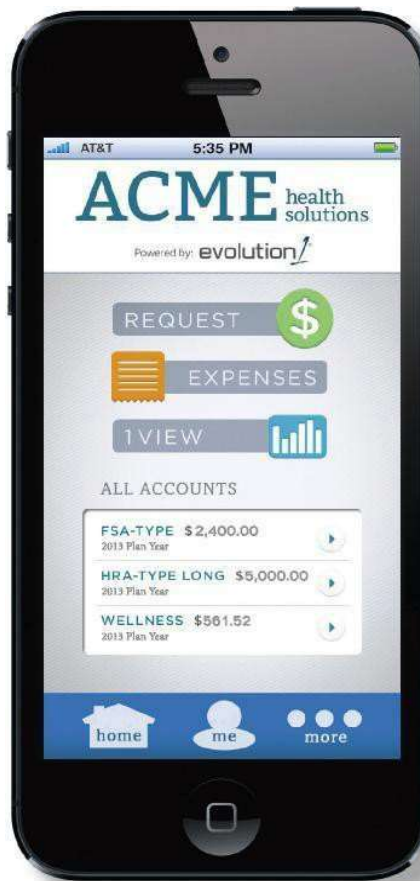 AT&T 5:35 PM
ACME health solutions
Powered by: evolution1
REQUEST $
EXPENSES
1VIEW
ALL ACCOUNTS
FSA-TYPE $2,400.00
2013 Plan Year
HRA-TYPE LONG $5,000.00
2013 Plan Year
WELLNESS $561.52
2013 Plan Year
home me more